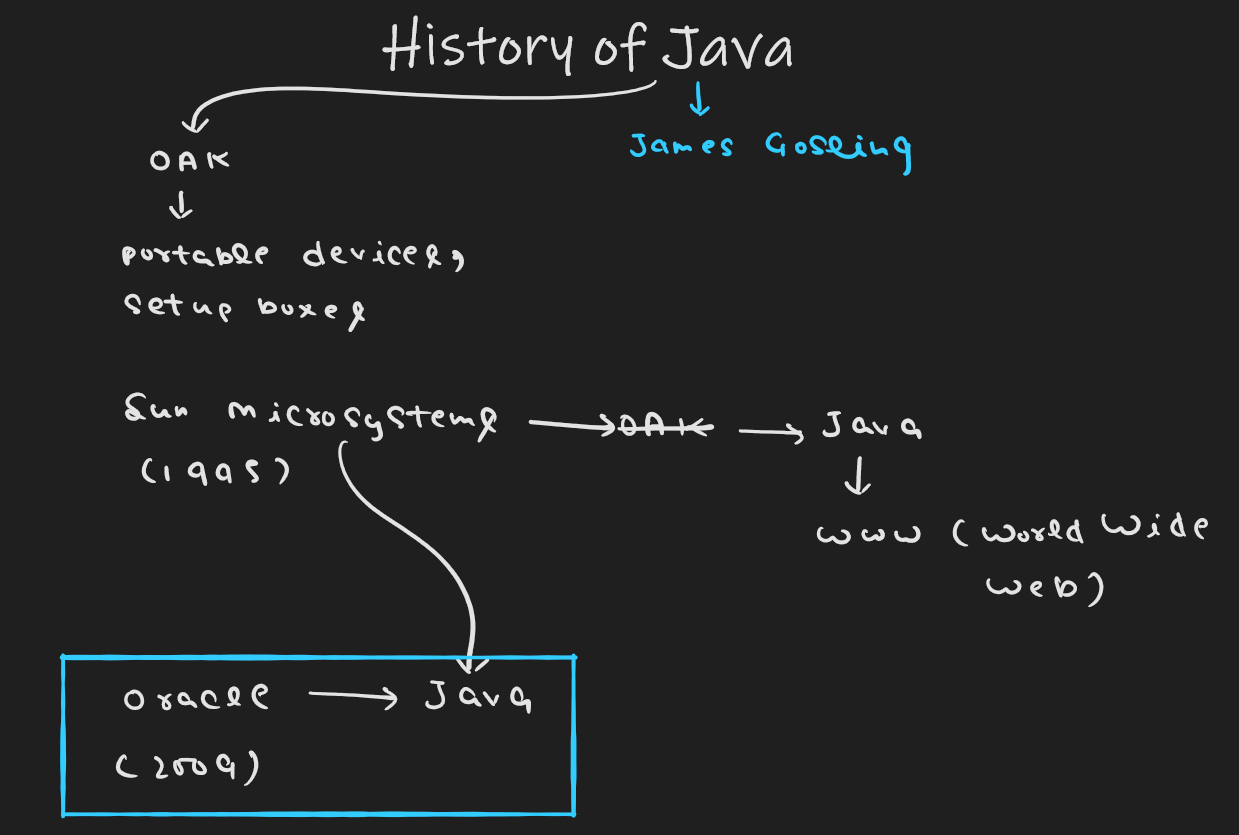 History of Java
James Gosling
OAK
portable devices,
setup boxes
Sun microsystems OAK Java
(1995)
www (world wide
web)
oracle Java
(2009)